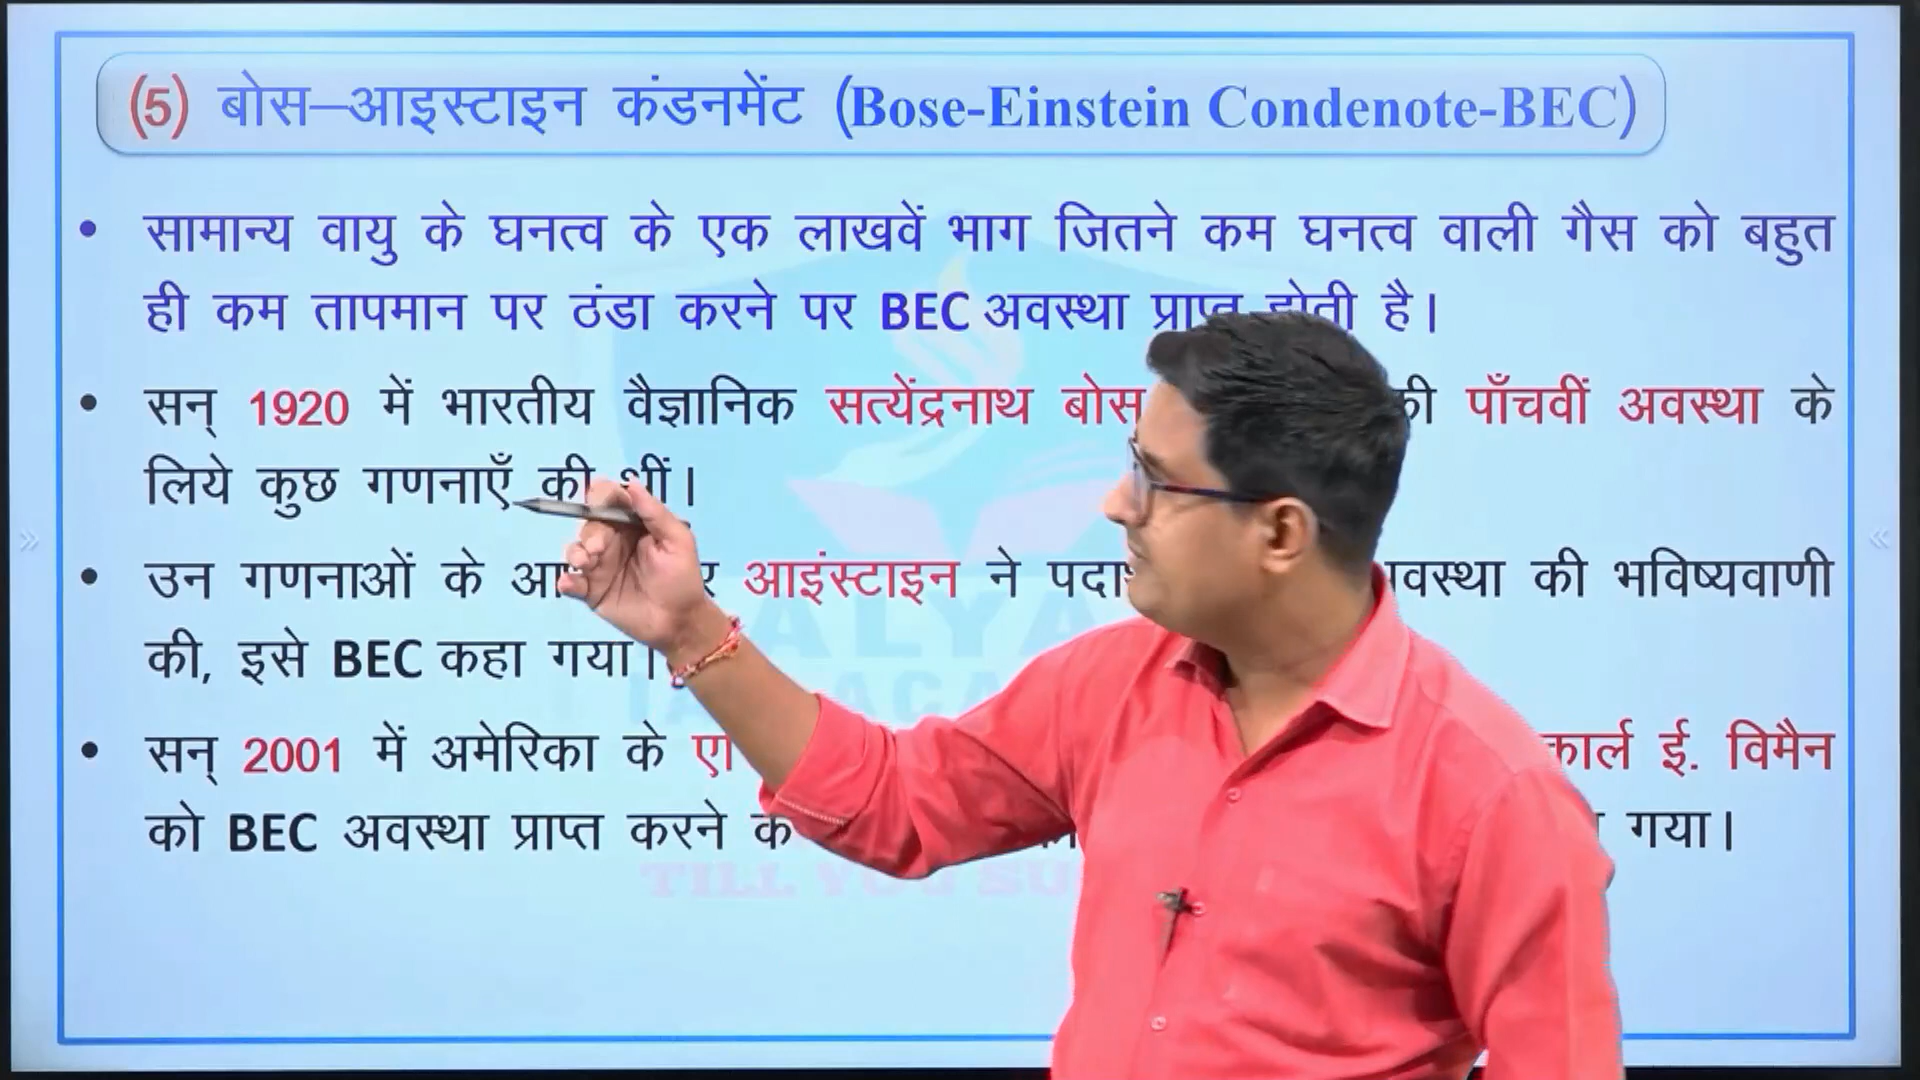 (5) बोस–आइस्टाइन कंडनमेंट (Bose-Einstein Condenote-BEC)
• सामान्य वायु के घनत्व के एक लाखवें भाग जितने कम घनत्व वाली गैस को बहुत
ही कम तापमान पर ठंडा करने पर BEC अवस्था प्राप्त होती है।
• सन् 1920 में भारतीय वैज्ञानिक सत्येंद्रनाथ बोस की पाँचवीं अवस्था के
लिये कुछ गणनाएँ की थीं।
• उन गणनाओं के आइंस्टाइन ने अवस्था की भविष्यवाणी
की, इसे BEC कहा गया।
• सन् 2001 में अमेरिका के कार्ल ई. विमैन
को BEC अवस्था प्राप्त करने गया।
TILL YOU